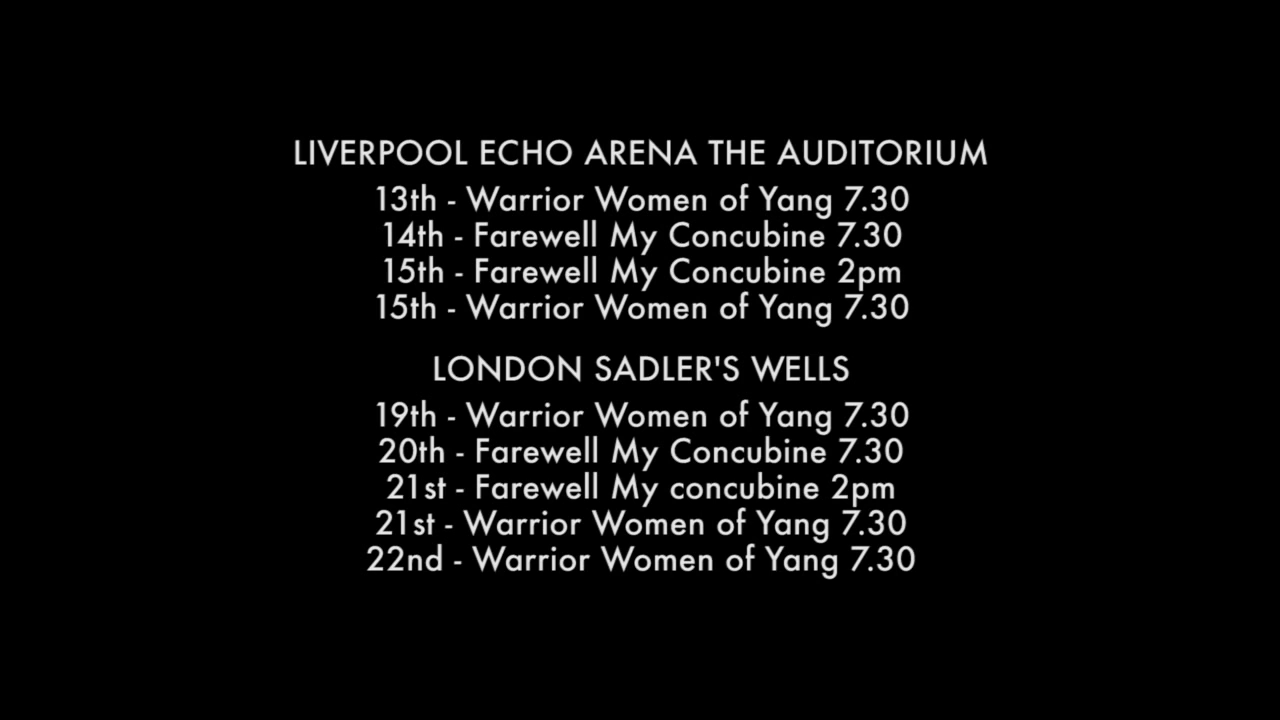 LIVERPOOL ECHO ARENA THE AUDITORIUM
13th - Warrior Women of Yang 7.30
14th - Farewell My Concubine 7.30
15th - Farewell My Concubine 2pm
15th - Warrior Women of Yang 7.30
LONDON SADLER'S WELLS
19th - Warrior Women of Yang 7.30
20th - Farewell My Concubine 7.30
21st - Farewell My concubine 2pm
21st - Warrior Women of Yang 7.30
22nd - Warrior Women of Yang 7.30